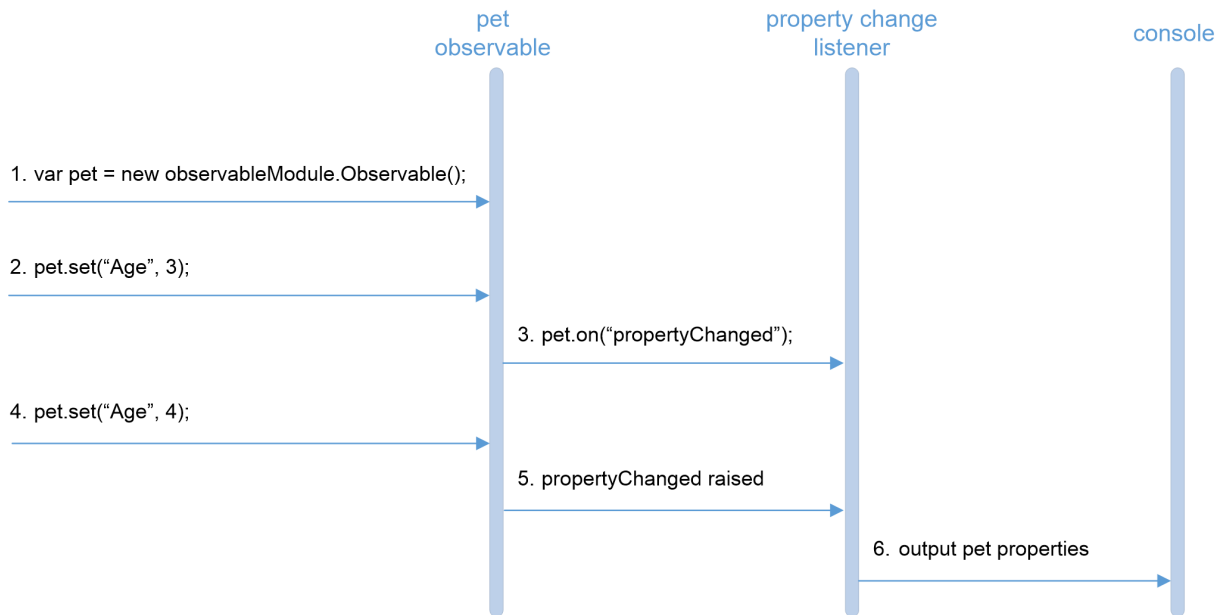 pet
observable
property change
listener
console
1. var pet = new observableModule.Observable();
2. pet.set(“Age”, 3);
3. pet.on(“propertyChanged”);
4. pet.set(“Age”, 4);
5. propertyChanged raised
6. output pet properties